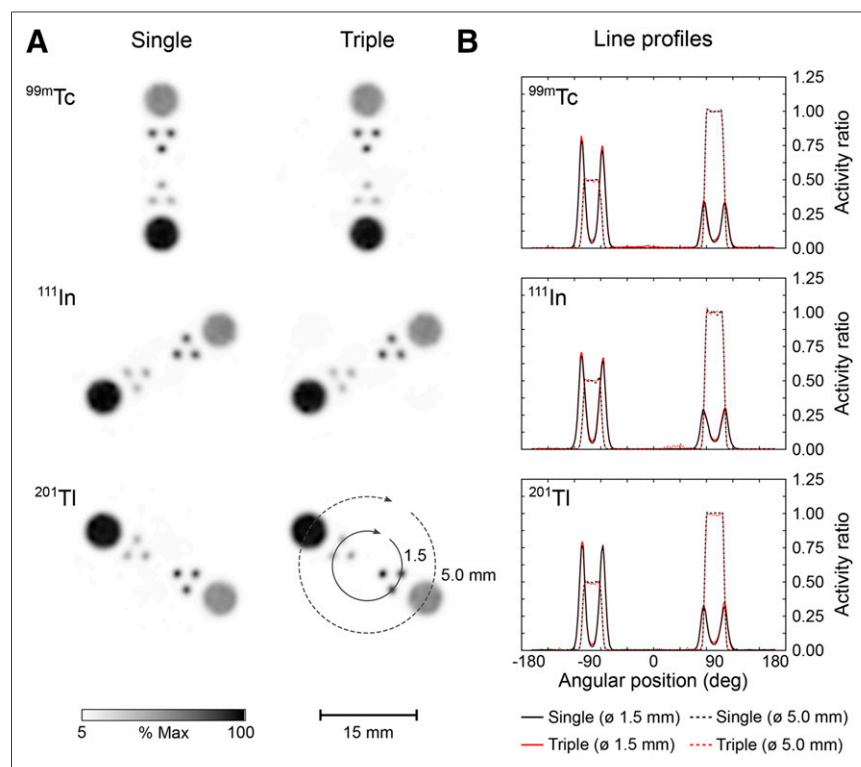 A Single Triple B Line profiles
99mTc
99mTc
1.25
1.00
0.75
0.50
0.25
0.00
Activity ratio
111In
111In
1.25
1.00
0.75
0.50
0.25
0.00
Activity ratio
201Tl
1.5
5.0 mm
201Tl
1.25
1.00
0.75
0.50
0.25
0.00
Activity ratio
-180 -90 0 90 180
Angular position (deg)
5 % Max 100
15 mm
Single (ø 1.5 mm) Single (ø 5.0 mm)
Triple (ø 1.5 mm) Triple (ø 5.0 mm)